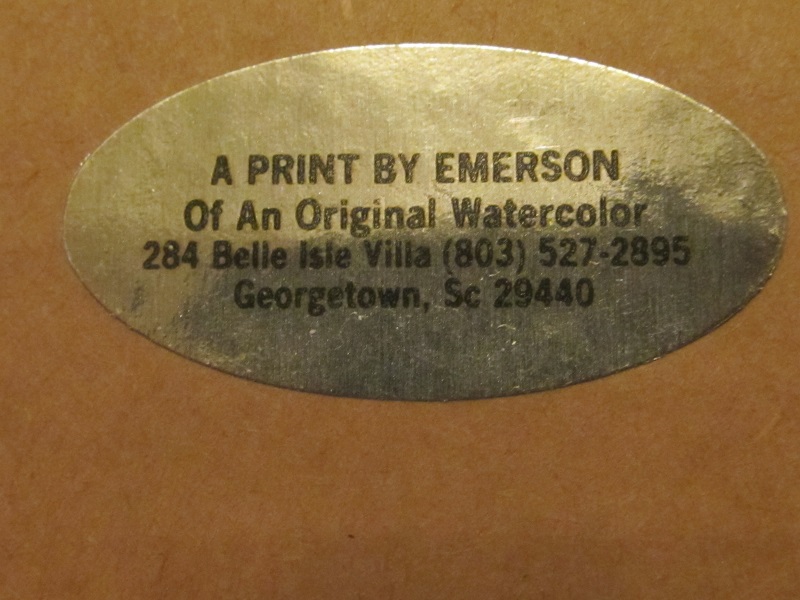 A PRINT BY EMERSON
Of An Original Watercolor
284 Belle Isle Villa (803) 527-2895
Georgetown, Sc 29440